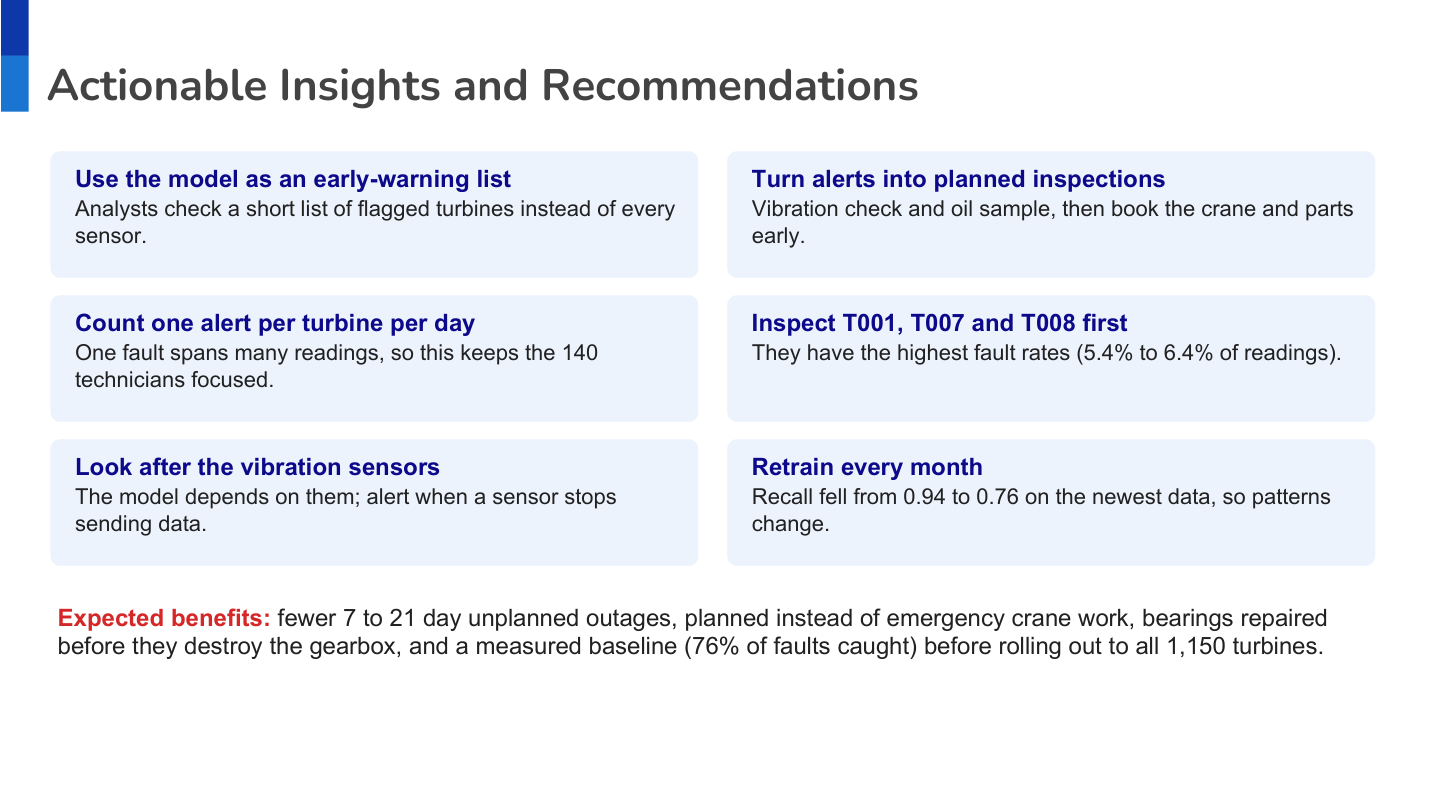 Actionable Insights and Recommendations
Use the model as an early-warning list
Analysts check a short list of flagged turbines instead of every
sensor.
Turn alerts into planned inspections
Vibration check and oil sample, then book the crane and parts
early.
Count one alert per turbine per day
One fault spans many readings, so this keeps the 140
technicians focused.
Inspect T001, T007 and T008 first
They have the highest fault rates (5.4% to 6.4% of readings).
Look after the vibration sensors
The model depends on them; alert when a sensor stops
sending data.
Retrain every month
Recall fell from 0.94 to 0.76 on the newest data, so patterns
change.
Expected benefits: fewer 7 to 21 day unplanned outages, planned instead of emergency crane work, bearings repaired
before they destroy the gearbox, and a measured baseline (76% of faults caught) before rolling out to all 1,150 turbines.